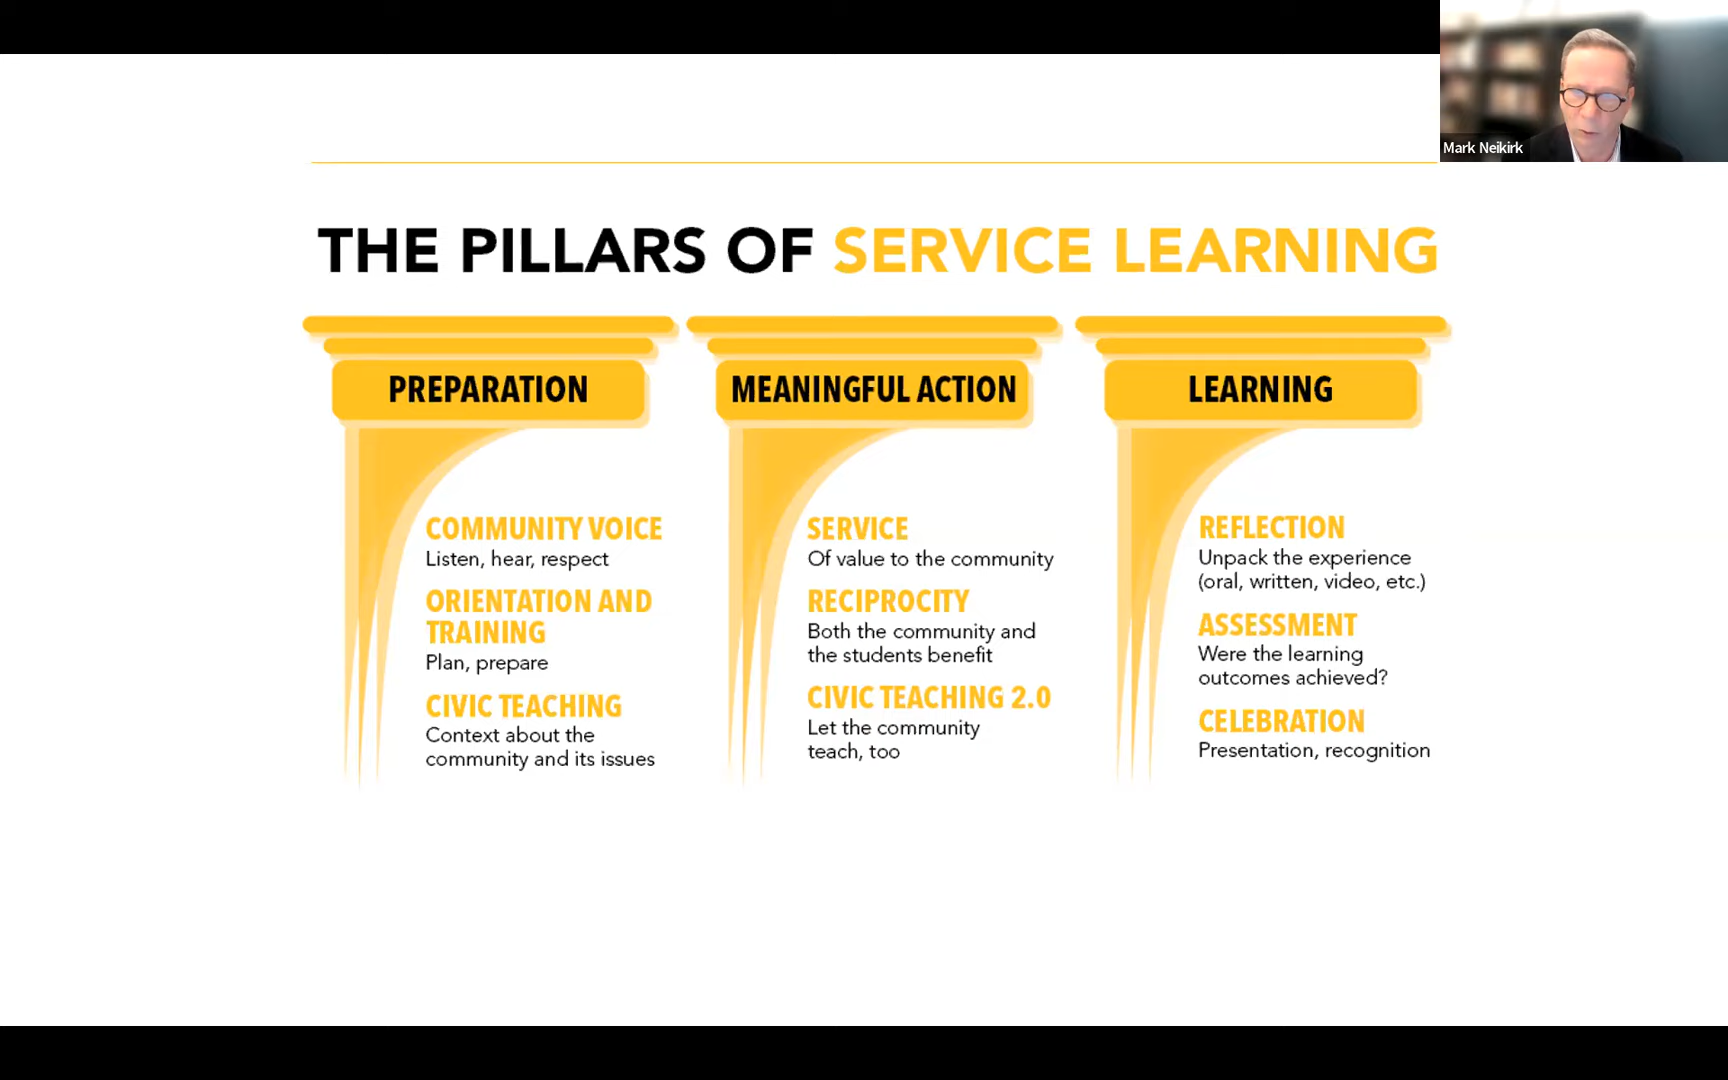 Mark Neikirk
THE PILLARS OF SERVICE LEARNING
PREPARATION
COMMUNITY VOICE
Listen, hear, respect
ORIENTATION AND
TRAINING
Plan, prepare
CIVIC TEACHING
Context about the
community and its issues
MEANINGFUL ACTION
SERVICE
Of value to the community
RECIPROCITY
Both the community and
the students benefit
CIVIC TEACHING 2.0
Let the community
teach, too
LEARNING
REFLECTION
Unpack the experience
(oral, written, video, etc.)
ASSESSMENT
Were the learning
outcomes achieved?
CELEBRATION
Presentation, recognition